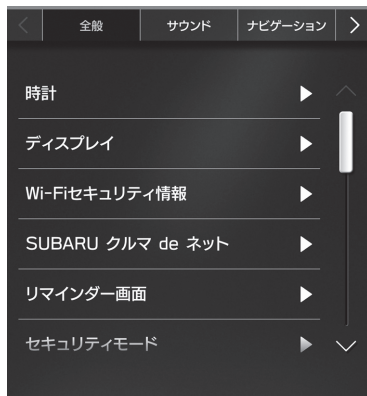 全般 サウンド ナビゲーション
時計
ディスプレイ
Wi-Fiセキュリティ情報
SUBARU クルマ de ネット
リマインダー画面
セキュリティモード